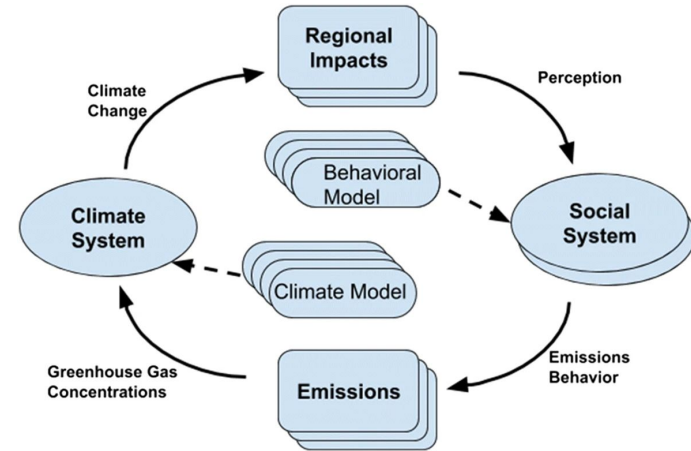 Regional
Impacts
Climate
Change
Perception
Behavioral
Model
Climate
System
Social
System
Climate Model
Greenhouse Gas
Concentrations
Emissions
Emissions
Behavior